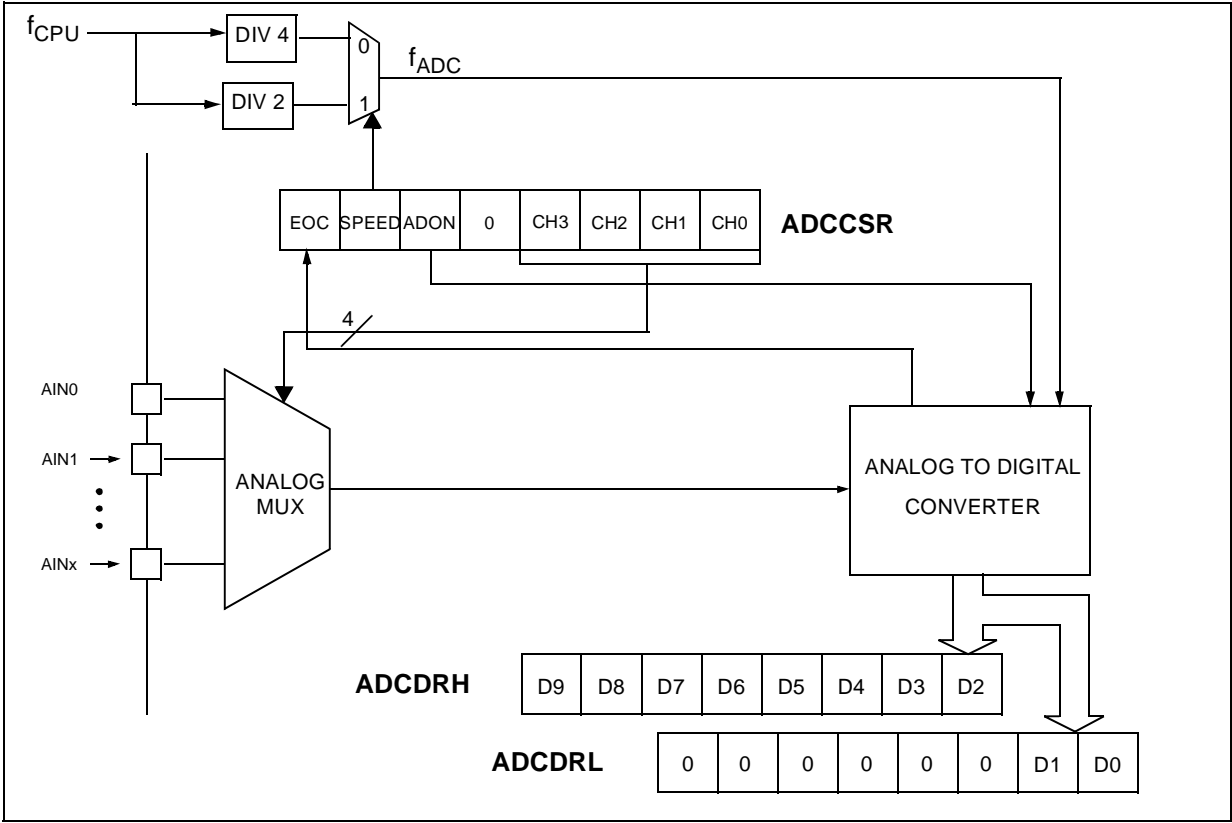 fCPU
DIV 4
0
fADC
DIV 2
1
EOC SPEED ADON 0 CH3 CH2 CH1 CH0 ADCCSR
4
AIN0
AIN1
ANALOG
MUX
ANALOG TO DIGITAL
CONVERTER
AINx
ADCDRH D9 D8 D7 D6 D5 D4 D3 D2
ADCDRL 0 0 0 0 0 0 D1 D0